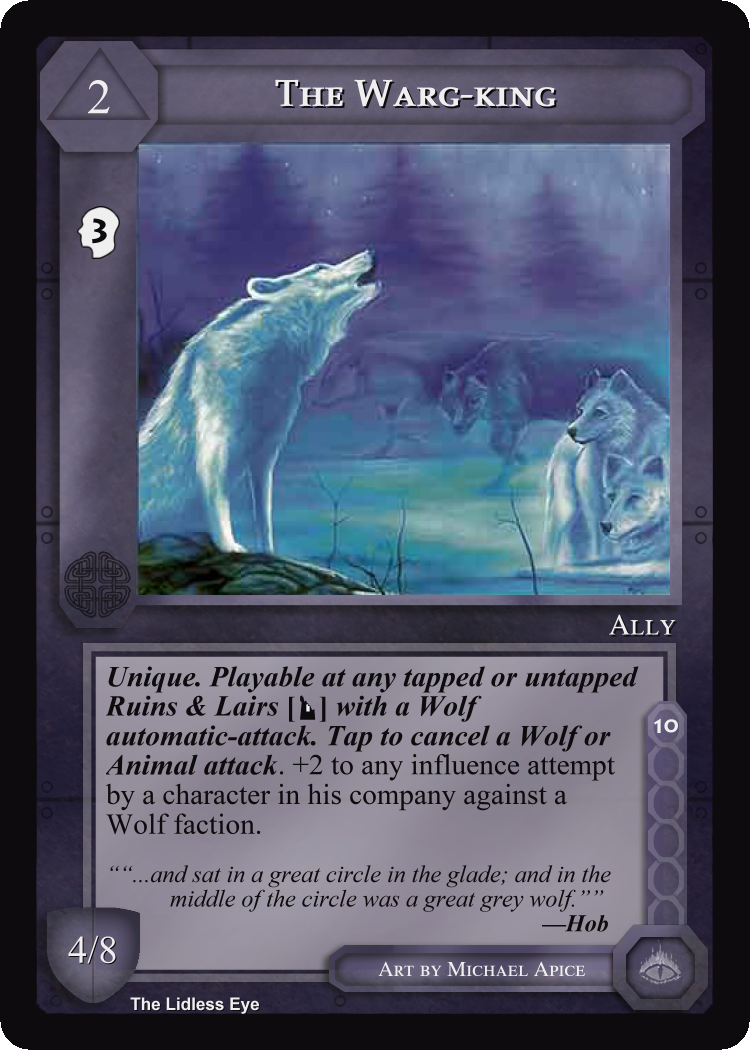 2
The Warg-king
3
Ally
Unique. Playable at any tapped or untapped
Ruins & Lairs [ ] with a Wolf
automatic-attack. Tap to cancel a Wolf or
Animal attack. +2 to any influence attempt
by a character in his company against a
Wolf faction.
10
““...and sat in a great circle in the glade; and in the
middle of the circle was a great grey wolf.””
—Hob
4/8
Art by Michael Apice
The Lidless Eye